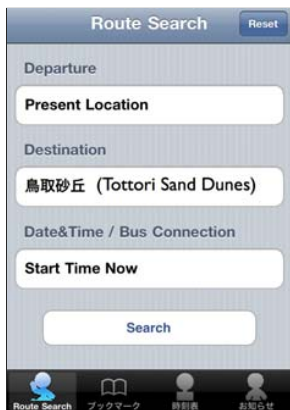 Route Search Reset
Departure
Present Location
Destination
鳥取砂丘 (Tottori Sand Dunes)
Date&Time / Bus Connection
Start Time Now
Search
Route Search ブックマーク 時刻表 お知らせ